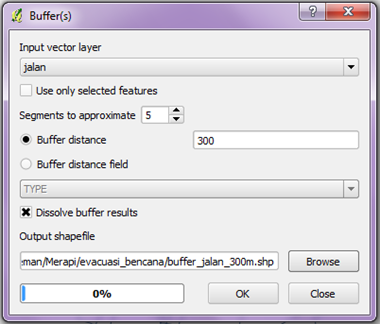 Buffer(s)
Input vector layer
jalan
Use only selected features
Segments to approximate 5
Buffer distance 300
Buffer distance field
TYPE
Dissolve buffer results
Output shapefile
:man/Merapi/evacuasi_bencana/buffer_jalan_300m.shp Browse
0% OK Close